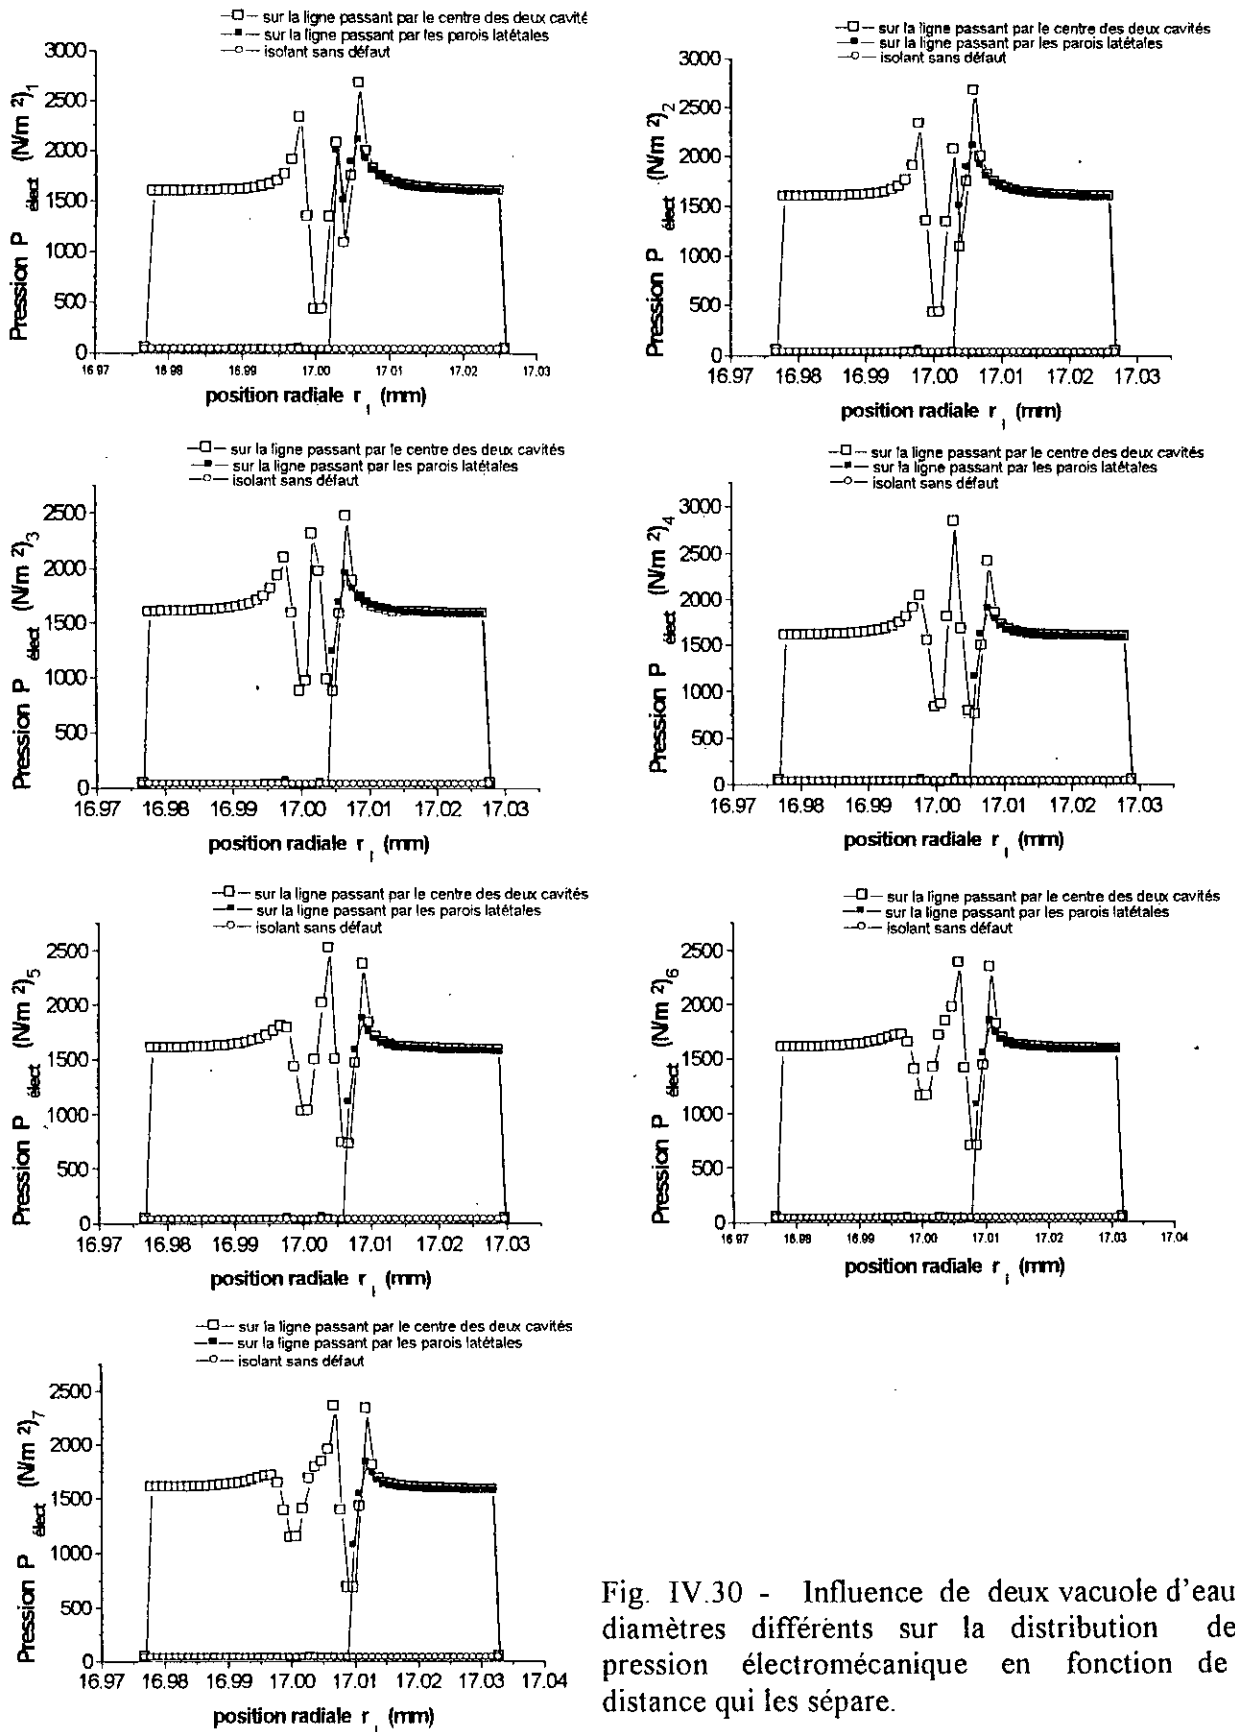 sur la ligne passant par le centre des deux cavité
sur la ligne passant par les parois latétales
isolant sans défaut
Pression P élect (N/m ²)₁
3000
2500
2000
1500
1000
500
0
16.97 16.98 16.99 17.00 17.01 17.02 17.03
position radiale r i (mm)
sur la ligne passant par le centre des deux cavités
sur la ligne passant par les parois latétales
isolant sans défaut
Pression P élect (N/m ²)₂
3000
2500
2000
1500
1000
500
0
16.97 16.98 16.99 17.00 17.01 17.02 17.03
position radiale r i (mm)
sur la ligne passant par le centre des deux cavités
sur la ligne passant par les parois latétales
isolant sans défaut
Pression P élect (N/m ²)₃
2500
2000
1500
1000
500
0
16.97 16.98 16.99 17.00 17.01 17.02 17.03
position radiale r i (mm)
sur la ligne passant par le centre des deux cavités
sur la ligne passant par les parois latétales
isolant sans défaut
Pression P élect (N/m ²)₄
3000
2500
2000
1500
1000
500
0
16.97 16.98 16.99 17.00 17.01 17.02 17.03
position radiale r i (mm)
sur la ligne passant par le centre des deux cavités
sur la ligne passant par les parois latétales
isolant sans défaut
Pression P élect (N/m ²)₅
2500
2000
1500
1000
500
0
16.97 16.98 16.99 17.00 17.01 17.02 17.03
position radiale r i (mm)
sur la ligne passant par le centre des deux cavités
sur la ligne passant par les parois latétales
isolant sans défaut
Pression P élect (N/m ²)₆
2500
2000
1500
1000
500
0
16.97 16.98 16.99 17.00 17.01 17.02 17.03 17.04
position radiale r i (mm)
sur la ligne passant par le centre des deux cavités
sur la ligne passant par les parois latétales
isolant sans défaut
Pression P élect (N/m ²)₇
2500
2000
1500
1000
500
0
16.97 16.98 16.99 17.00 17.01 17.02 17.03 17.04
position radiale r i (mm)
Fig. IV.30 - Influence de deux vacuole d'eau
diamètres différents sur la distribution de
pression électromécanique en fonction de
distance qui les sépare.